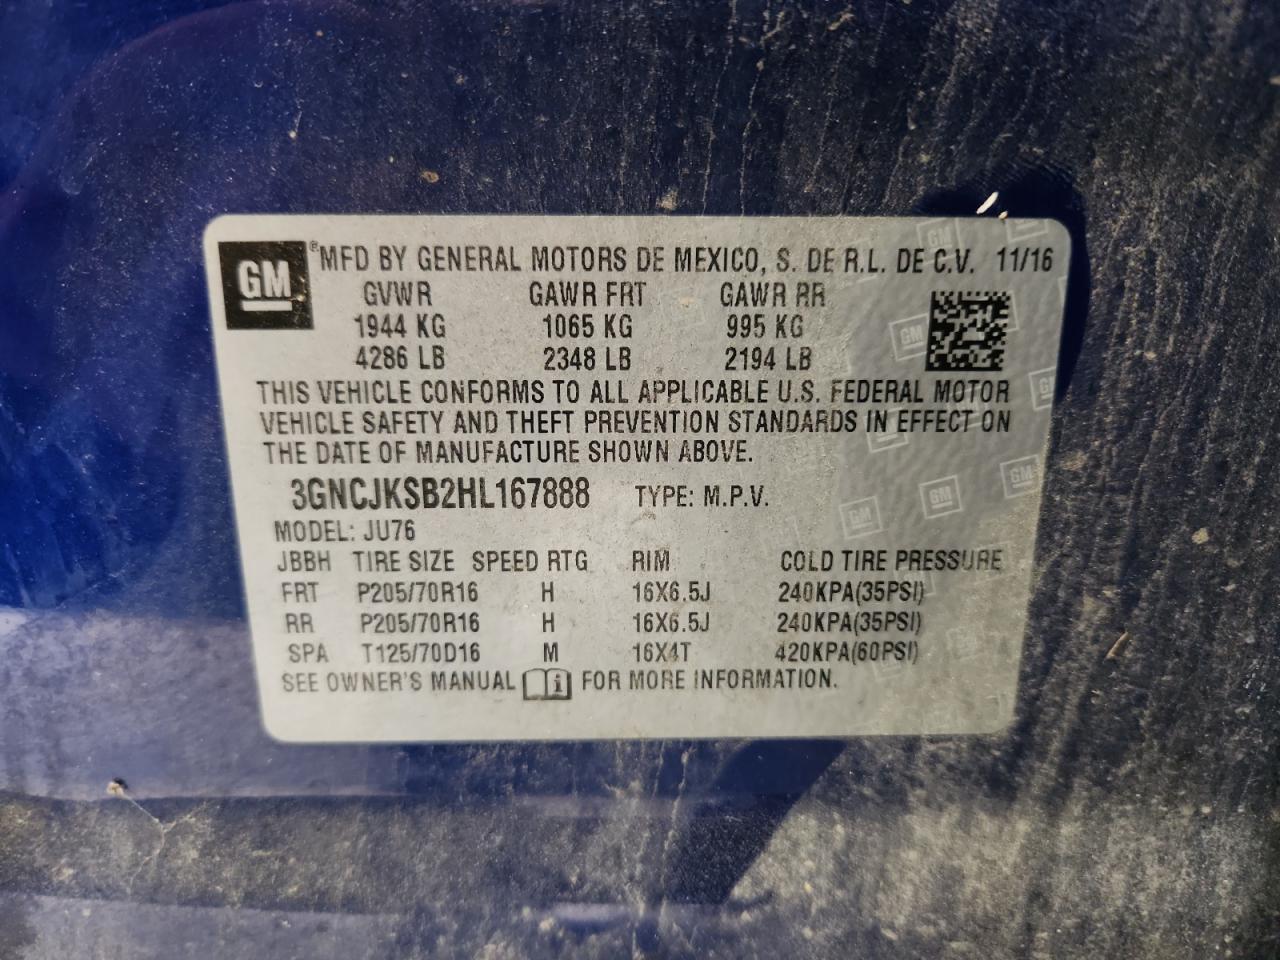 GM
® MFD BY GENERAL MOTORS DE MEXICO, S. DE R.L. DE C.V. 11/16
GVWR GAWR FRT GAWR RR
1944 KG 1065 KG 995 KG
4286 LB 2348 LB 2194 LB
THIS VEHICLE CONFORMS TO ALL APPLICABLE U.S. FEDERAL MOTOR
VEHICLE SAFETY AND THEFT PREVENTION STANDARDS IN EFFECT ON
THE DATE OF MANUFACTURE SHOWN ABOVE.
3GNCJKSB2HL167888 TYPE: M.P.V.
MODEL: JU76
JBBH TIRE SIZE SPEED RTG RIM COLD TIRE PRESSURE
FRT P205/70R16 H 16X6.5J 240KPA(35PSI)
RR P205/70R16 H 16X6.5J 240KPA(35PSI)
SPA T125/70D16 M 16X4T 420KPA(60PSI)
SEE OWNER'S MANUAL i FOR MORE INFORMATION.